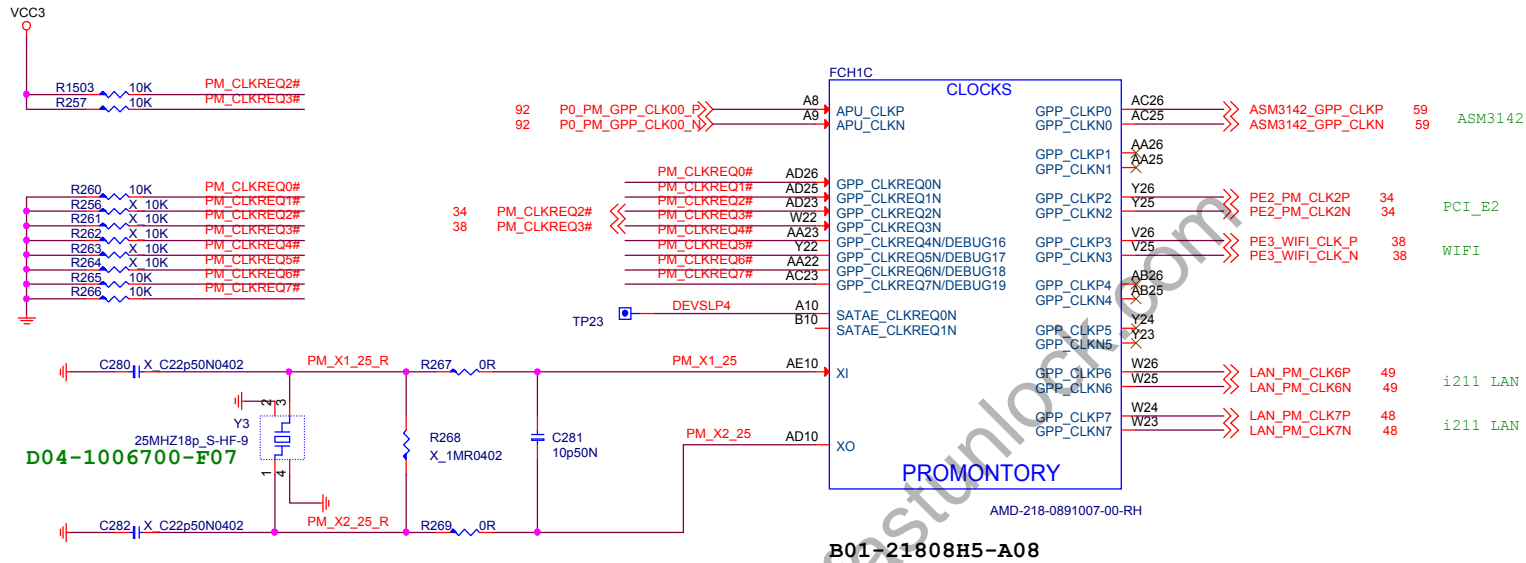 VCC3
R1503 10K PM_CLKREQ2#
R257 10K PM_CLKREQ3#
R260 10K PM_CLKREQ0#
R256 X_10K PM_CLKREQ1#
R261 X_10K PM_CLKREQ2#
R262 X_10K PM_CLKREQ3#
R263 X_10K PM_CLKREQ4#
R264 X_10K PM_CLKREQ5#
R265 10K PM_CLKREQ6#
R266 10K PM_CLKREQ7#
FCH1C
CLOCKS
92 P0_PM_GPP_CLK00_P A8 APU_CLKP
92 P0_PM_GPP_CLK00_N A9 APU_CLKN
PM_CLKREQ0# AD26 GPP_CLKREQ0N
PM_CLKREQ1# AD25 GPP_CLKREQ1N
34 PM_CLKREQ2# PM_CLKREQ2# AD23 GPP_CLKREQ2N
38 PM_CLKREQ3# PM_CLKREQ3# W22 GPP_CLKREQ3N
PM_CLKREQ4# AA23 GPP_CLKREQ4N/DEBUG16
PM_CLKREQ5# Y22 GPP_CLKREQ5N/DEBUG17
PM_CLKREQ6# AA22 GPP_CLKREQ6N/DEBUG18
PM_CLKREQ7# AC23 GPP_CLKREQ7N/DEBUG19
TP23 DEVSLP4 A10 SATAE_CLKREQ0N
B10 SATAE_CLKREQ1N
PM_X1_25 AE10 XI
PM_X2_25 AD10 XO
GPP_CLKP0 AC26 ASM3142_GPP_CLKP 59
GPP_CLKN0 AC25 ASM3142_GPP_CLKN 59
ASM3142
GPP_CLKP1 AA26
GPP_CLKN1 AA25
GPP_CLKP2 Y26 PE2_PM_CLK2P 34
GPP_CLKN2 Y25 PE2_PM_CLK2N 34
PCI_E2
GPP_CLKP3 V26 PE3_WIFI_CLK_P 38
GPP_CLKN3 V25 PE3_WIFI_CLK_N 38
WIFI
GPP_CLKP4 AB26
GPP_CLKN4 AB25
GPP_CLKP5 Y24
GPP_CLKN5 Y23
GPP_CLKP6 W26 LAN_PM_CLK6P 49
GPP_CLKN6 W25 LAN_PM_CLK6N 49
i211 LAN
GPP_CLKP7 W24 LAN_PM_CLK7P 48
GPP_CLKN7 W23 LAN_PM_CLK7N 48
i211 LAN
PROMONTORY
AMD-218-0891007-00-RH
B01-21808H5-A08
C280 X_C22p50N0402 PM_X1_25_R R267 0R
2 3
Y3
25MHZ18p_S-HF-9
D04-1006700-F07
1 4
R268
X_1MR0402
C281
10p50N
C282 X_C22p50N0402 PM_X2_25_R R269 0R
astunlock.com